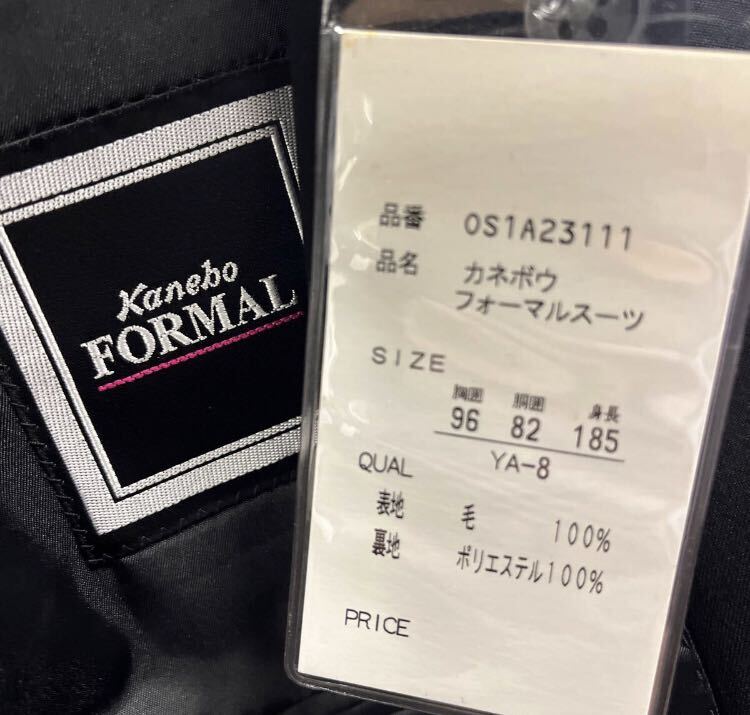 Kanebo
FORMAL
品番 OS1A23111
品名 カネボウ
フォーマルスーツ
SIZE
胸囲 胴囲 身長
96 82 185
YA-8
QUAL
表地 毛 100%
裏地 ポリエステル100%
PRICE